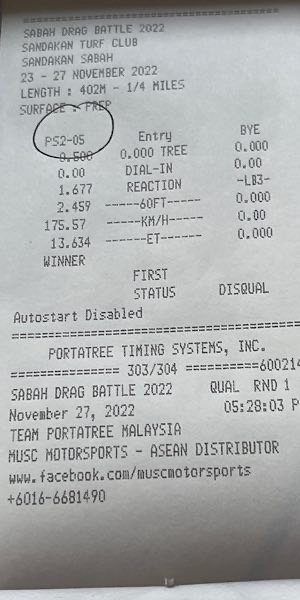 SABAH DRAG BATTLE 2022
SANDAKAN TURF CLUB
SANDAKAN SABAH
23 - 27 NOVEMBER 2022
LENGTH : 402M - 1/4 MILES
SURFACE : PREP
PS2-05 Entry BYE
0.500 0.000 TREE 0.000
0.00 DIAL-IN 0.00
1.677 REACTION -LB3-
2.459 -----60FT----- 0.000
175.57 ------KM/H----- 0.00
13.634 ------ET------ 0.000
WINNER
FIRST
STATUS DISQUAL
Autostart Disabled
PORTATREE TIMING SYSTEMS, INC.
=============== 303/304 ==========600214
SABAH DRAG BATTLE 2022 QUAL RND 1
November 27, 2022 05:28:03 P
TEAM PORTATREE MALAYSIA
MUSC MOTORSPORTS - ASEAN DISTRIBUTOR
www.facebook.com/muscmotorsports
+6016-6681490